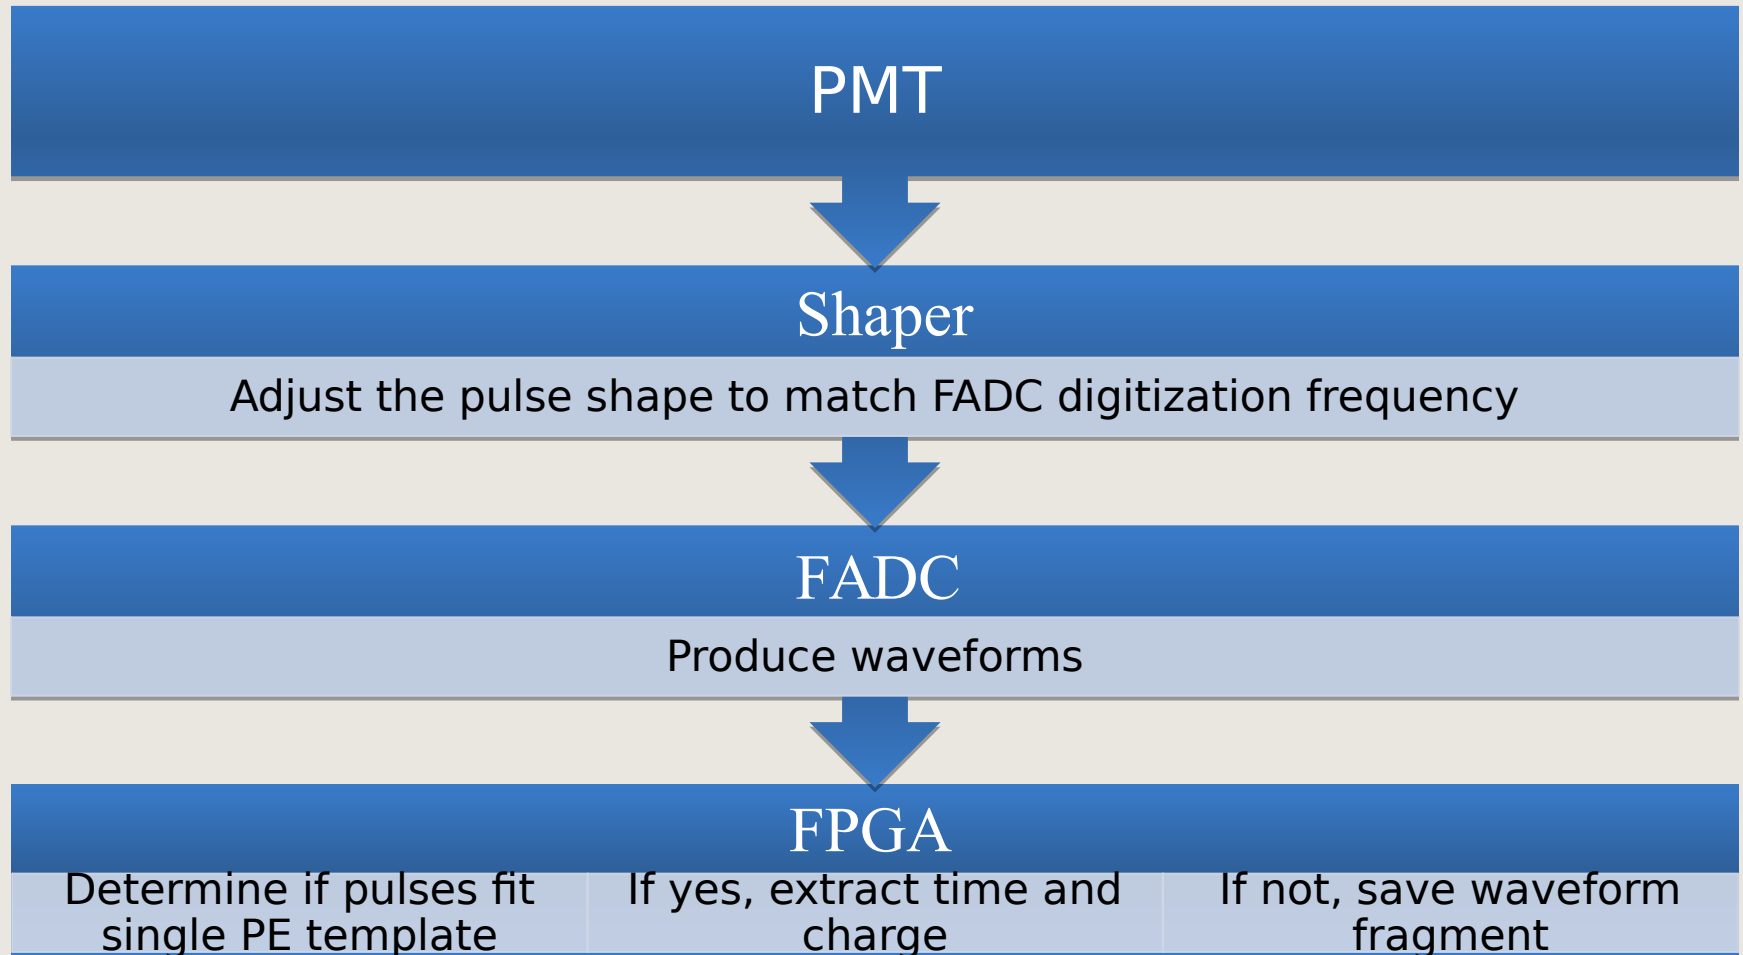 PMT
Shaper
Adjust the pulse shape to match FADC digitization frequency
FADC
Produce waveforms
FPGA
Determine if pulses fit
single PE template
If yes, extract time and
charge
If not, save waveform
fragment